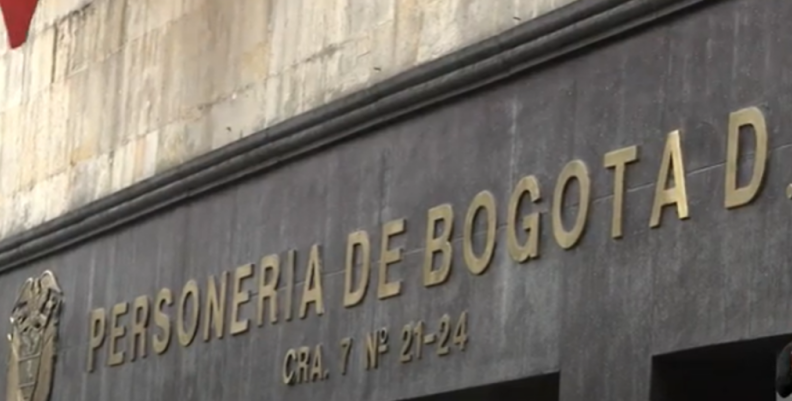 PERSONERIA DE BOGOTA D.
CRA. 7 Nº 21-24